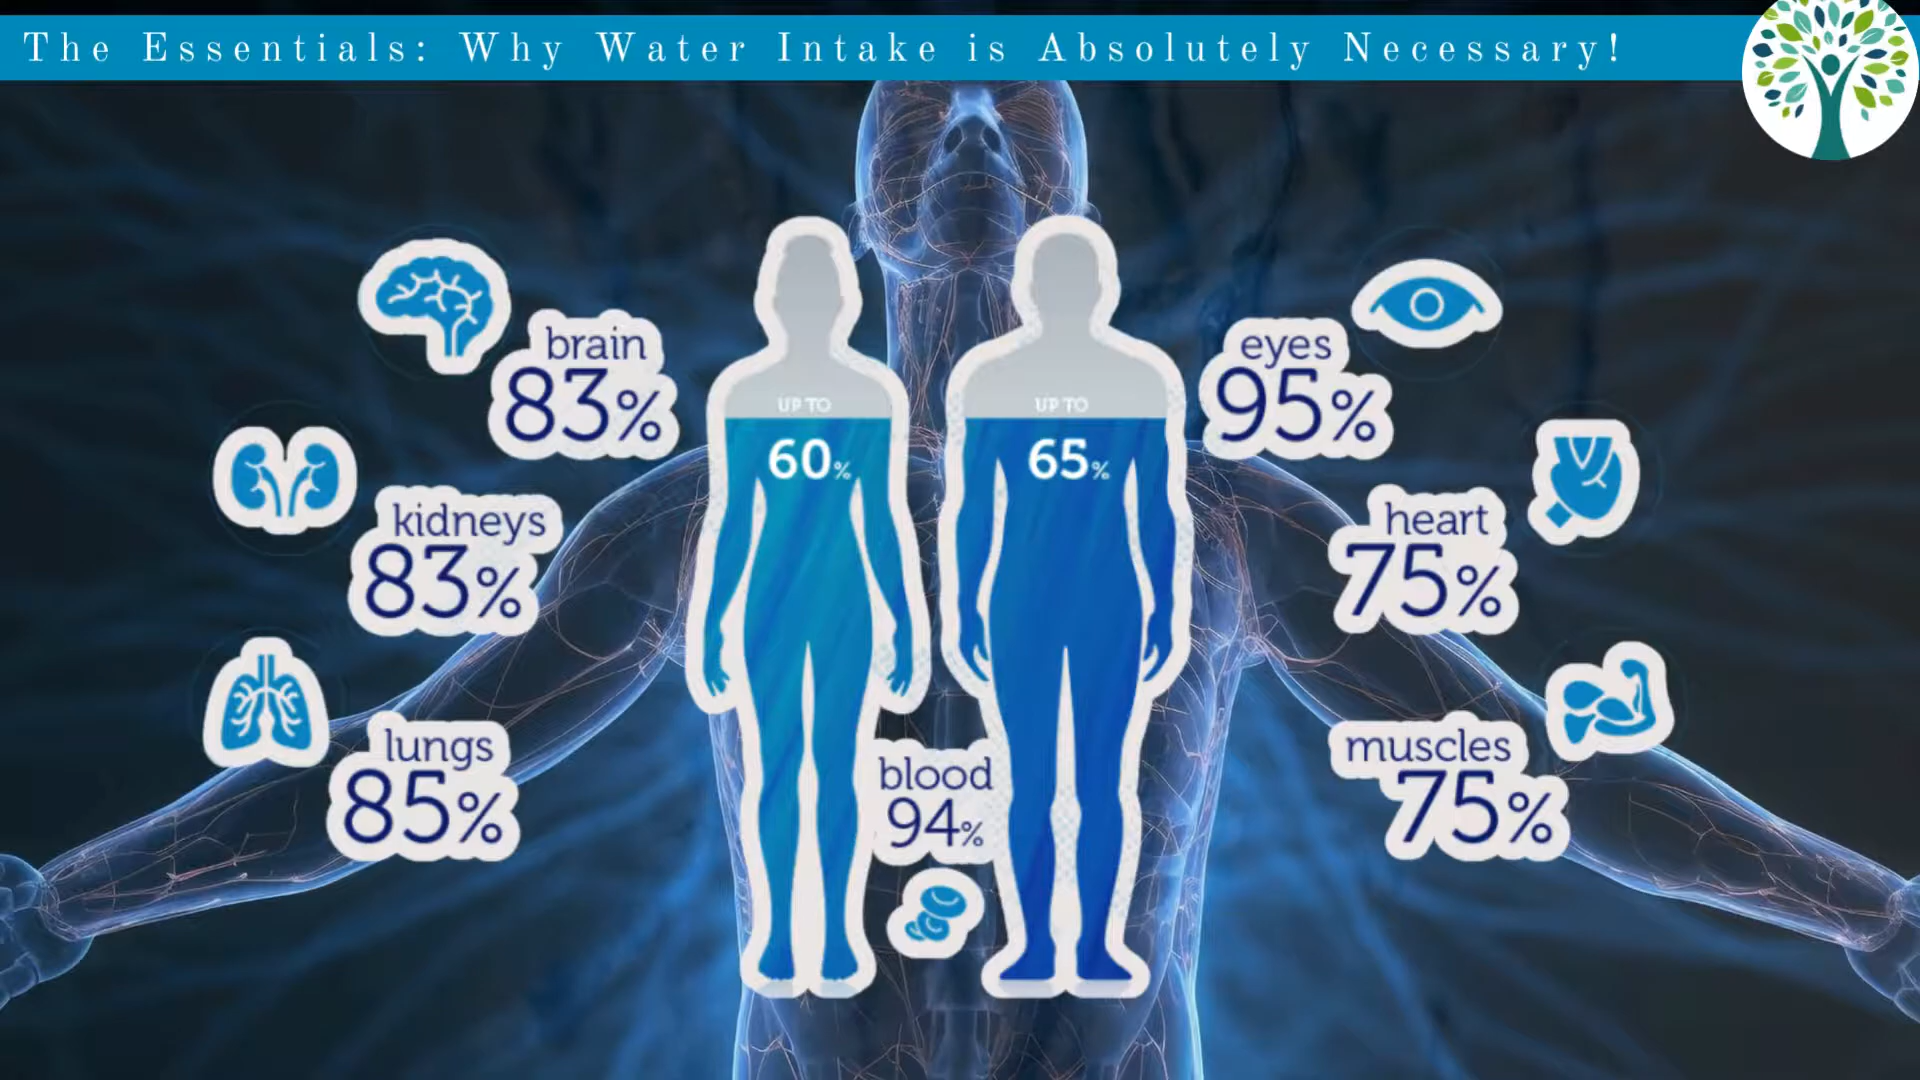 The Essentials: Why Water Intake is Absolutely Necessary!
brain
83%
kidneys
83%
lungs
85%
UP TO
60%
UP TO
65%
blood
94%
eyes
95%
heart
75%
muscles
75%